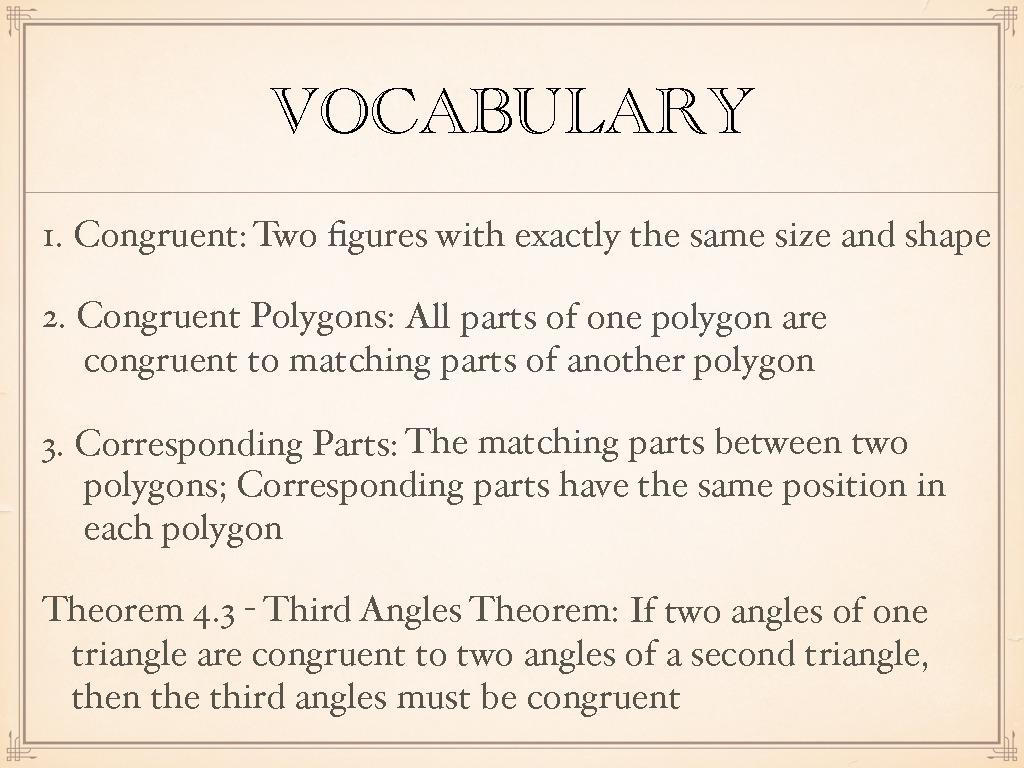 VOCABULARY
1. Congruent: Two figures with exactly the same size and shape
2. Congruent Polygons: All parts of one polygon are
congruent to matching parts of another polygon
3. Corresponding Parts: The matching parts between two
polygons; Corresponding parts have the same position in
each polygon
Theorem 4.3 - Third Angles Theorem: If two angles of one
triangle are congruent to two angles of a second triangle,
then the third angles must be congruent